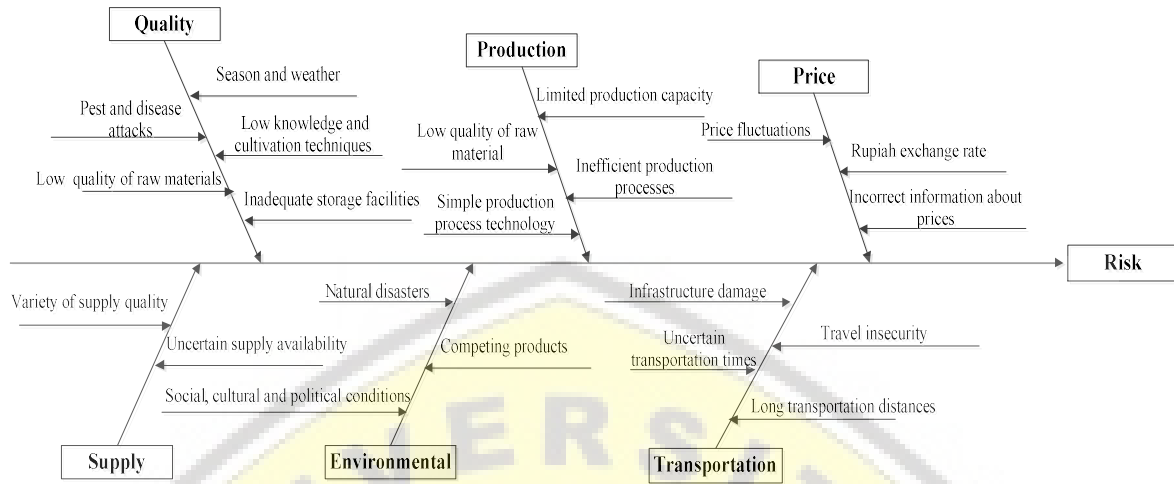 Quality
Production
Price
Season and weather
Pest and disease
attacks
Low knowledge and
cultivation techniques
Low quality of raw materials
Inadequate storage facilities
Limited production capacity
Low quality of raw
material
Inefficient production
processes
Simple production
process technology
Price fluctuations
Rupiah exchange rate
Incorrect information about
prices
Risk
Variety of supply quality
Uncertain supply availability
Natural disasters
Competing products
Social, cultural and political conditions
Infrastructure damage
Travel insecurity
Uncertain
transportation times
Long transportation distances
Supply
Environmental
Transportation
VERSIT